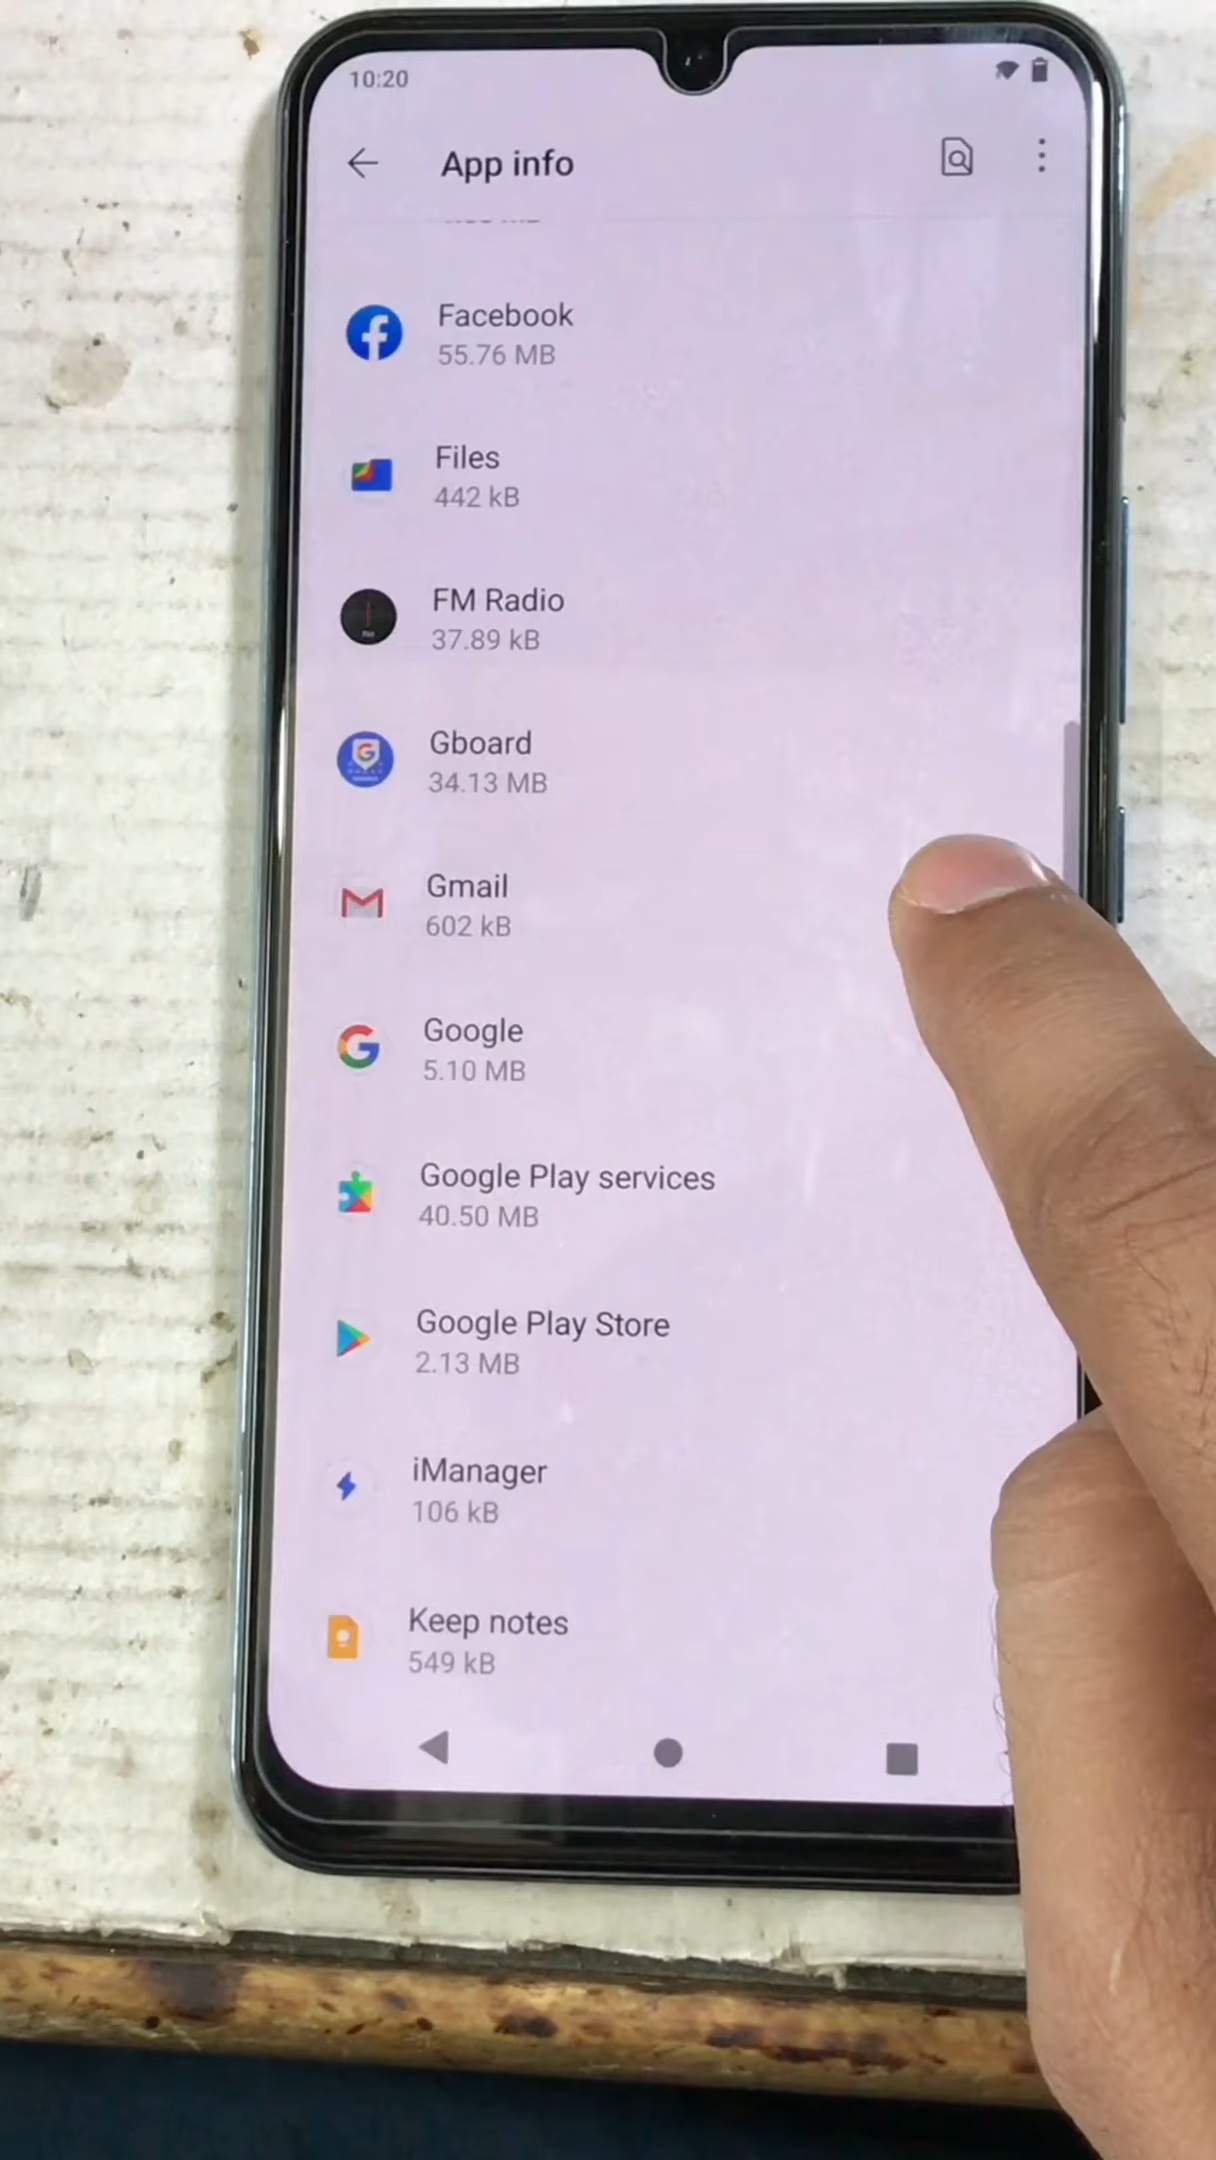 10:20
App info
Facebook
55.76 MB
Files
442 kB
FM Radio
37.89 kB
Gboard
34.13 MB
Gmail
602 kB
Google
5.10 MB
Google Play services
40.50 MB
Google Play Store
2.13 MB
iManager
106 kB
Keep notes
549 kB